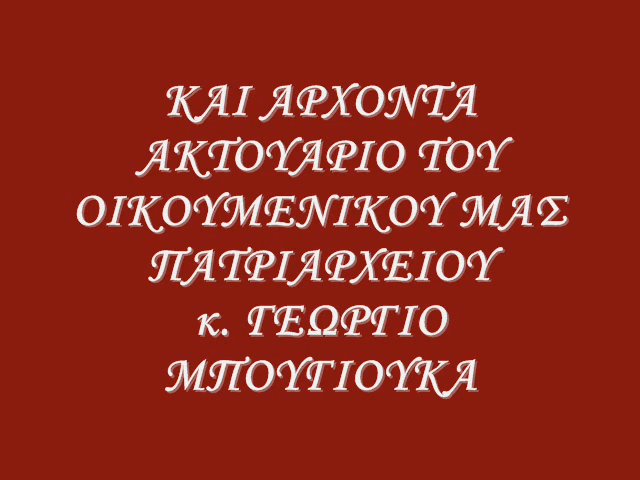 ΚΑΙ ΑΡΧΟΝΤΑ
ΑΚΤΟΥΑΡΙΟ ΤΟΥ
ΟΙΚΟΥΜΕΝΙΚΟΥ ΜΑΣ
ΠΑΤΡΙΑΡΧΕΙΟΥ
κ. ΓΕΩΡΓΙΟ
ΜΠΟΥΓΙΟΥΚΑ